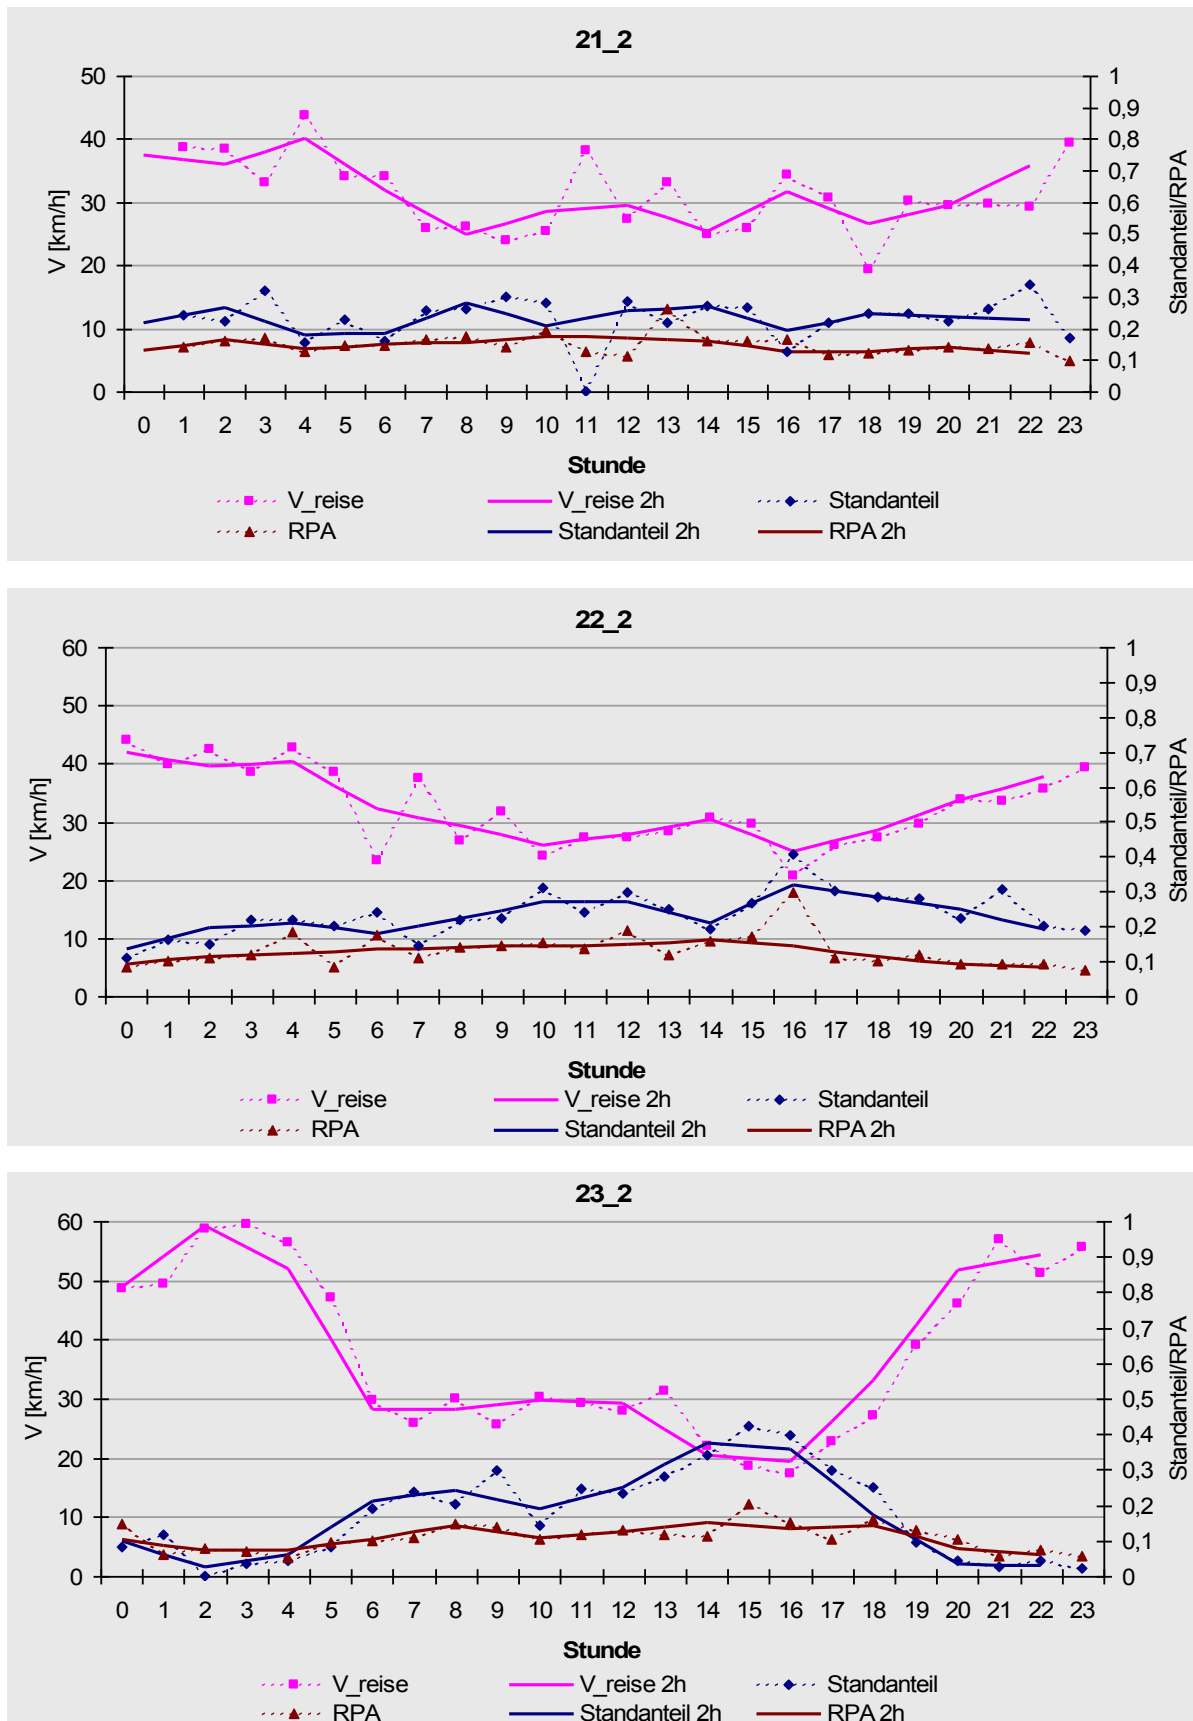 21_2
50 1
0,9
40 0,8
0,7
30 0,6
0,5
20 0,4
0,3
10 0,2
0,1
0 0
V [km/h]
Standanteil/RPA
0 1 2 3 4 5 6 7 8 9 10 11 12 13 14 15 16 17 18 19 20 21 22 23
Stunde
V_reise V_reise 2h Standanteil
RPA Standanteil 2h RPA 2h
22_2
60 1
0,9
50 0,8
0,7
40 0,6
30 0,5
0,4
20 0,3
10 0,2
0,1
0 0
V [km/h]
Standanteil/RPA
0 1 2 3 4 5 6 7 8 9 10 11 12 13 14 15 16 17 18 19 20 21 22 23
Stunde
V_reise V_reise 2h Standanteil
RPA Standanteil 2h RPA 2h
23_2
60 1
0,9
50 0,8
0,7
40 0,6
30 0,5
0,4
20 0,3
10 0,2
0,1
0 0
V [km/h]
Standanteil/RPA
0 1 2 3 4 5 6 7 8 9 10 11 12 13 14 15 16 17 18 19 20 21 22 23
Stunde
V_reise V_reise 2h Standanteil
RPA Standanteil 2h RPA 2h